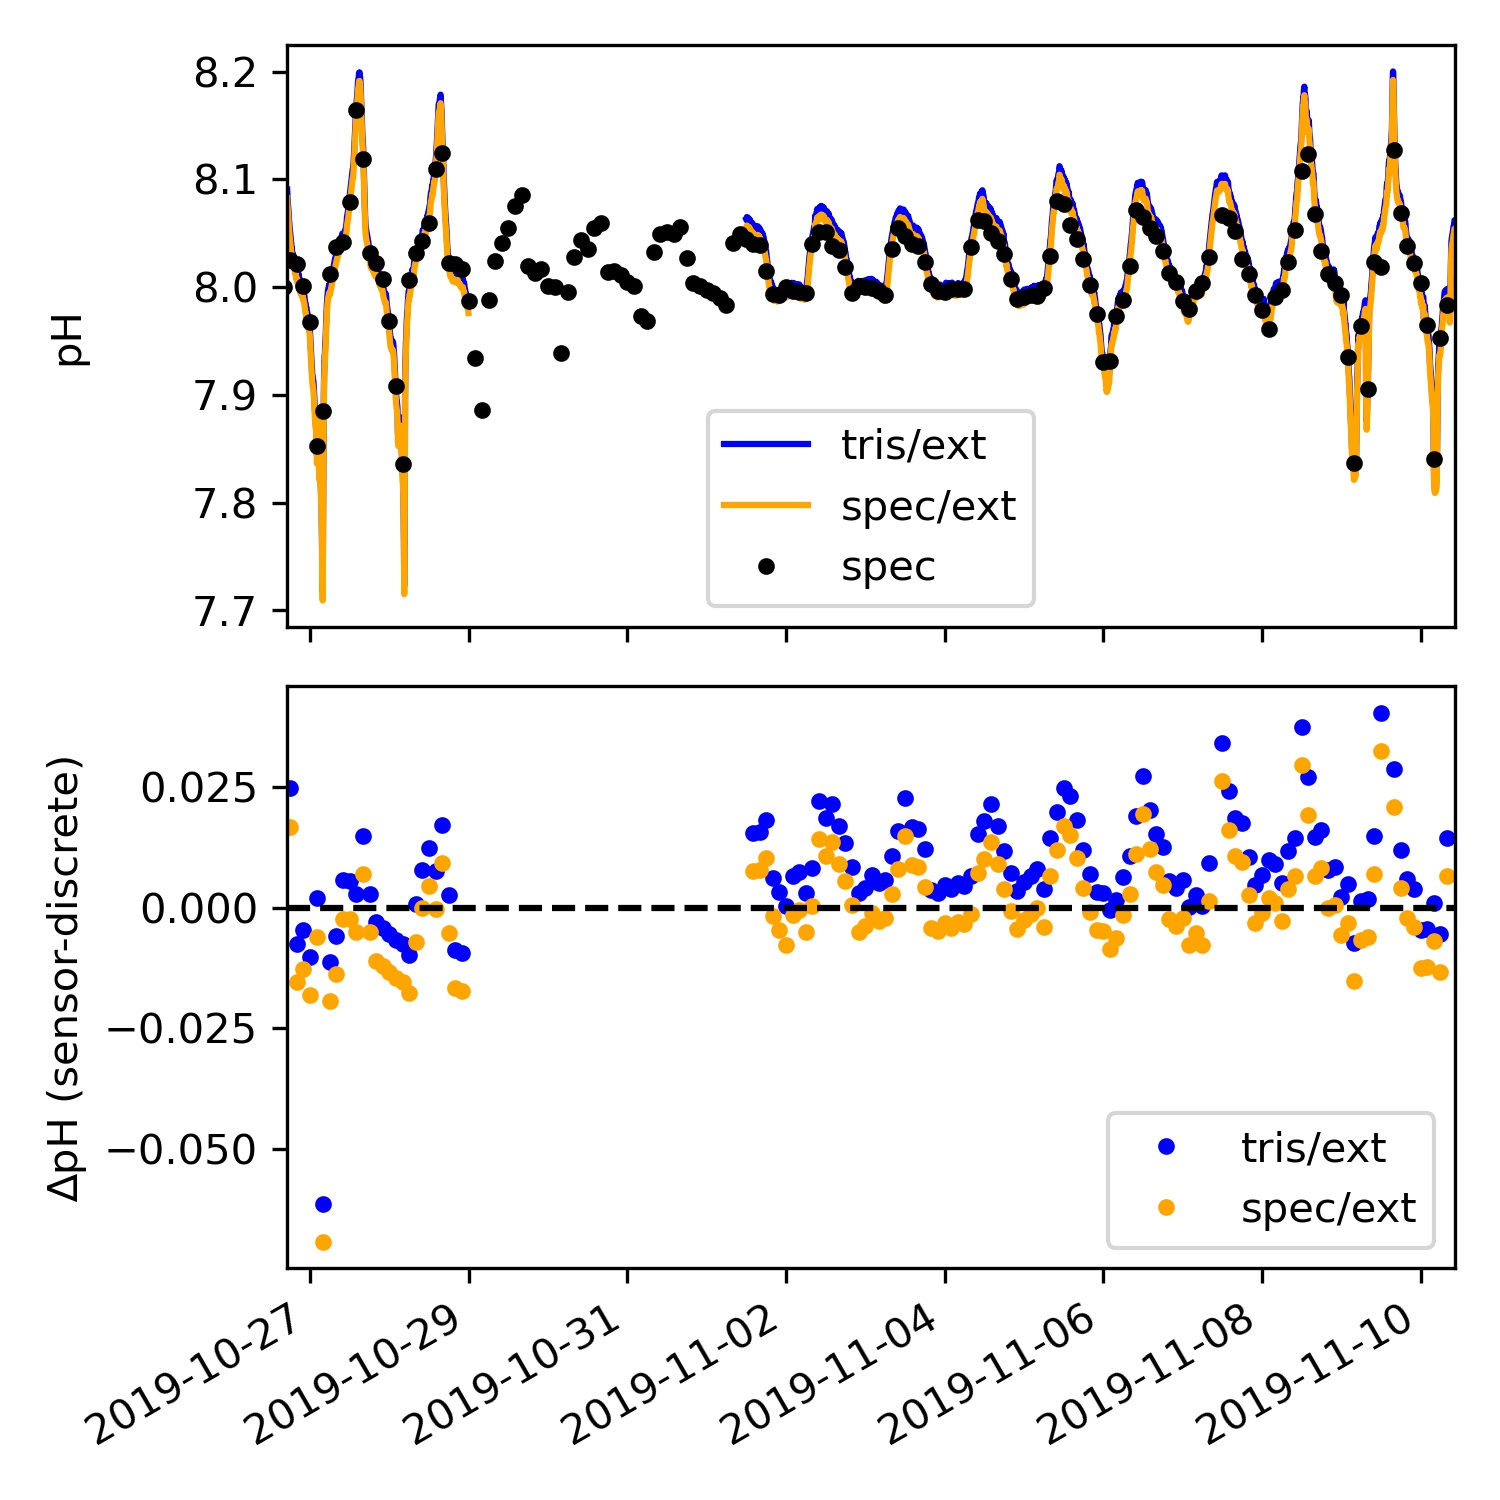 8.2
8.1
8.0
7.9
7.8
7.7
pH
tris/ext
spec/ext
spec
0.025
0.000
−0.025
−0.050
ΔpH (sensor-discrete)
tris/ext
spec/ext
2019-10-27
2019-10-29
2019-10-31
2019-11-02
2019-11-04
2019-11-06
2019-11-08
2019-11-10